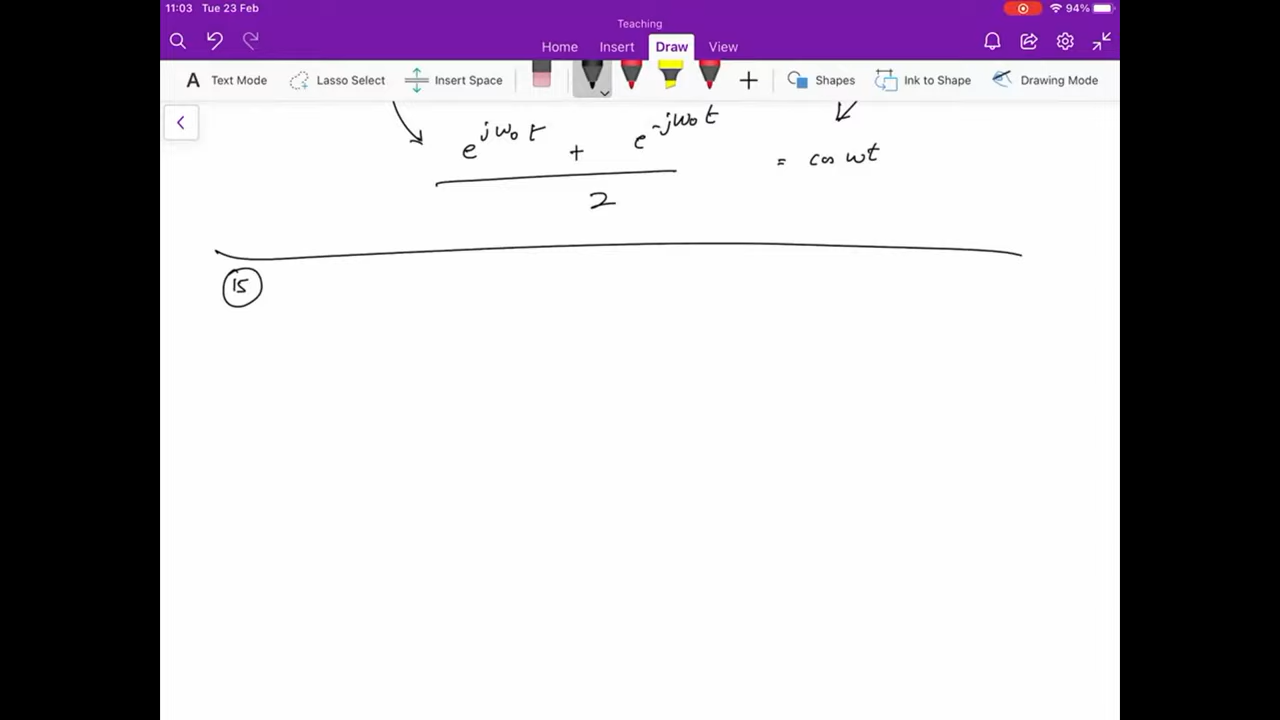 11:03 Tue 23 Feb 94%
Teaching
Home Insert Draw View
A Text Mode Lasso Select Insert Space Shapes Ink to Shape Drawing Mode
e^{jω₀t} + e^{-jω₀t} = cos ωt
2
15